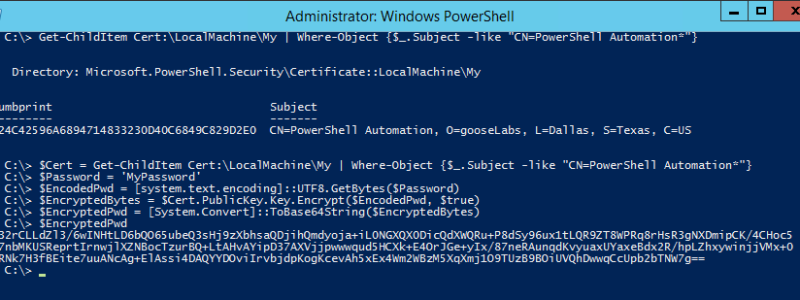 Administrator: Windows PowerShell
C:\> Get-ChildItem Cert:\LocalMachine\My | Where-Object {$_.Subject -like "CN=PowerShell Automation*"}
Directory: Microsoft.PowerShell.Security\Certificate::LocalMachine\My
umbprint Subject
-------- -------
24C42596A6894714833230D40C6849C829D2E0 CN=PowerShell Automation, O=gooseLabs, L=Dallas, S=Texas, C=US
C:\> $Cert = Get-ChildItem Cert:\LocalMachine\My | Where-Object {$_.Subject -like "CN=PowerShell Automation*"}
C:\> $Password = 'MyPassword'
C:\> $EncodedPwd = [system.text.encoding]::UTF8.GetBytes($Password)
C:\> $EncryptedBytes = $Cert.PublicKey.Key.Encrypt($EncodedPwd, $true)
C:\> $EncryptedPwd = [System.Convert]::ToBase64String($EncryptedBytes)
C:\> $EncryptedPwd
32rCLLdZl3/6wINHtLD6bQO65ubeQ3sHj9zXbhsaQDjihQmdyoja+iL0NGXQXODicQdXWQRu+P8dSy96ux1tLQR9ZT8WPRq8rHsR3gNXDmipCK/4CHoc5
7nbMKUSReprtIrnwjlXZNBocTzurBQ+LtAHvAYipD37AXVjjpwwwqud5HCXk+E4OrJGe+yIx/87neRAunqdKvyuaxUYaxeBdx2R/hpLZhxywinjjVMx+0
RNk7H3fBEite7uuANcAg+ElAssi4DAQYYDOviIrvbjdpKogKcevAh5xEx4Wm2WBzM5XqXmj1O9TUzB9BOiUVQhDwwqCcUpb2bTNW7g==
C:\>